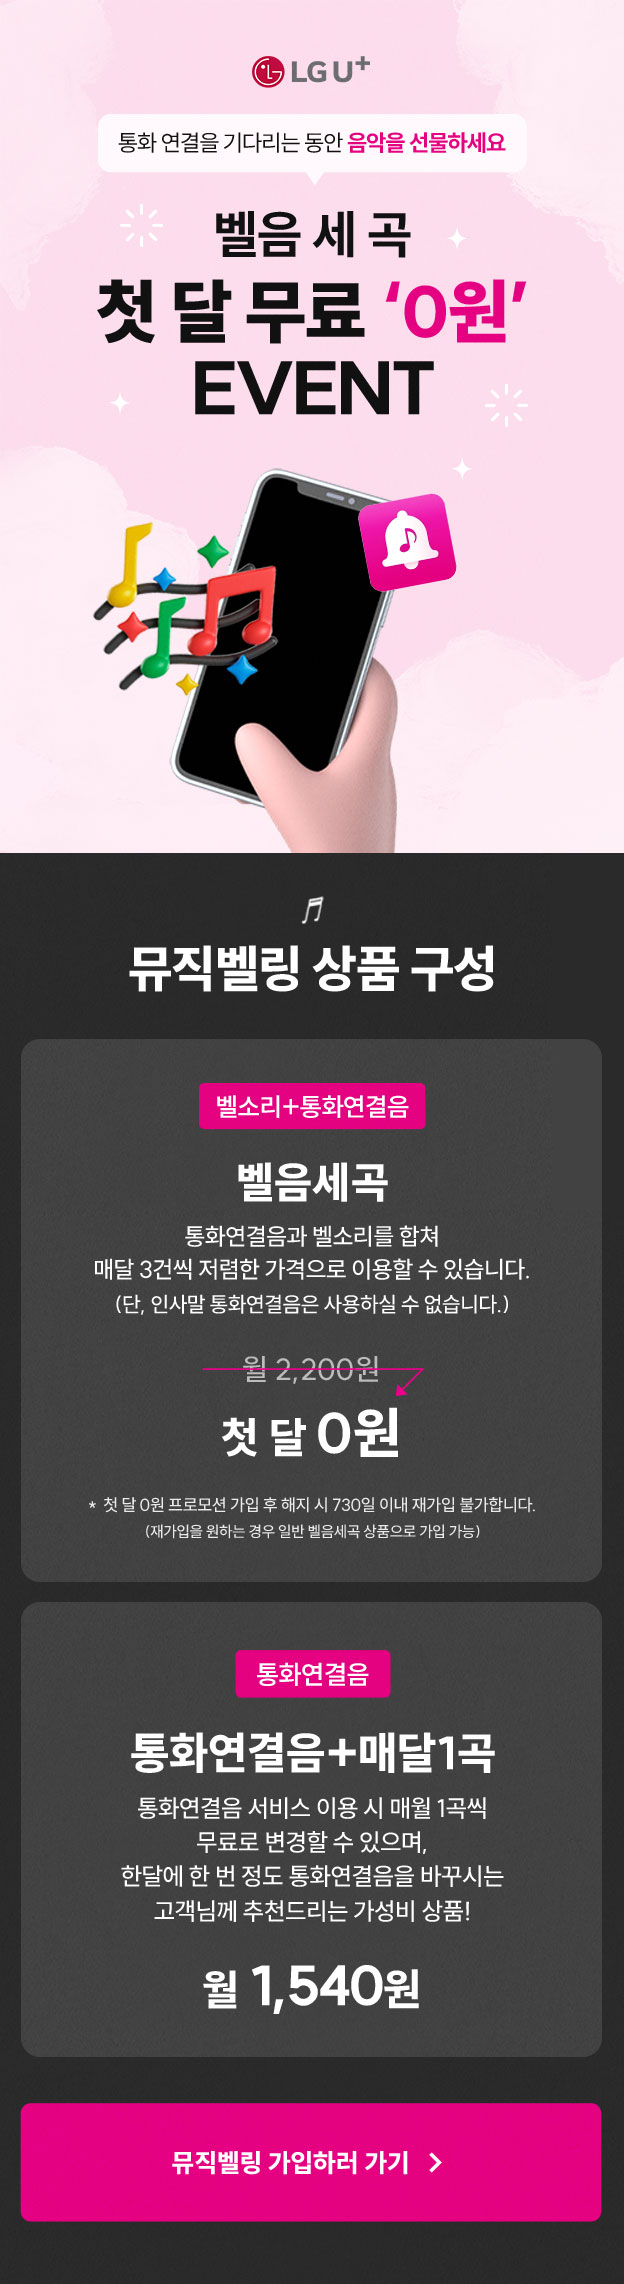 LG U+
통화 연결을 기다리는 동안 음악을 선물하세요
벨음 세 곡
첫 달 무료 ‘0원’
EVENT
뮤직벨링 상품 구성
벨소리+통화연결음
벨음세곡
통화연결음과 벨소리를 합쳐
매달 3건씩 저렴한 가격으로 이용할 수 있습니다.
(단, 인사말 통화연결음은 사용하실 수 없습니다.)
월 2,200원
첫 달 0원
* 첫 달 0원 프로모션 가입 후 해지 시 730일 이내 재가입 불가합니다.
(재가입을 원하는 경우 일반 벨음세곡 상품으로 가입 가능)
통화연결음
통화연결음+매달1곡
통화연결음 서비스 이용 시 매월 1곡씩
무료로 변경할 수 있으며,
한달에 한 번 정도 통화연결음을 바꾸시는
고객님께 추천드리는 가성비 상품!
월 1,540원
뮤직벨링 가입하러 가기 >